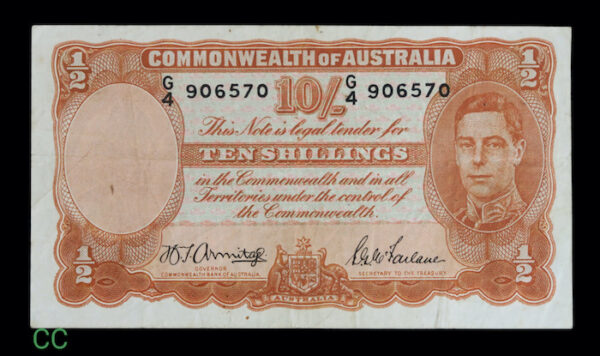 COMMONWEALTH OF AUSTRALIA
1/2
G/4 906570 G/4 906570
10/-
This Note is legal tender for
TEN SHILLINGS
in the Commonwealth and in all
Territories under the control of
the Commonwealth.
H. T. Armitage
S. G. McFarlane
GOVERNOR
COMMONWEALTH BANK OF AUSTRALIA.
SECRETARY TO THE TREASURY
1/2
1/2
AUSTRALIA
CC